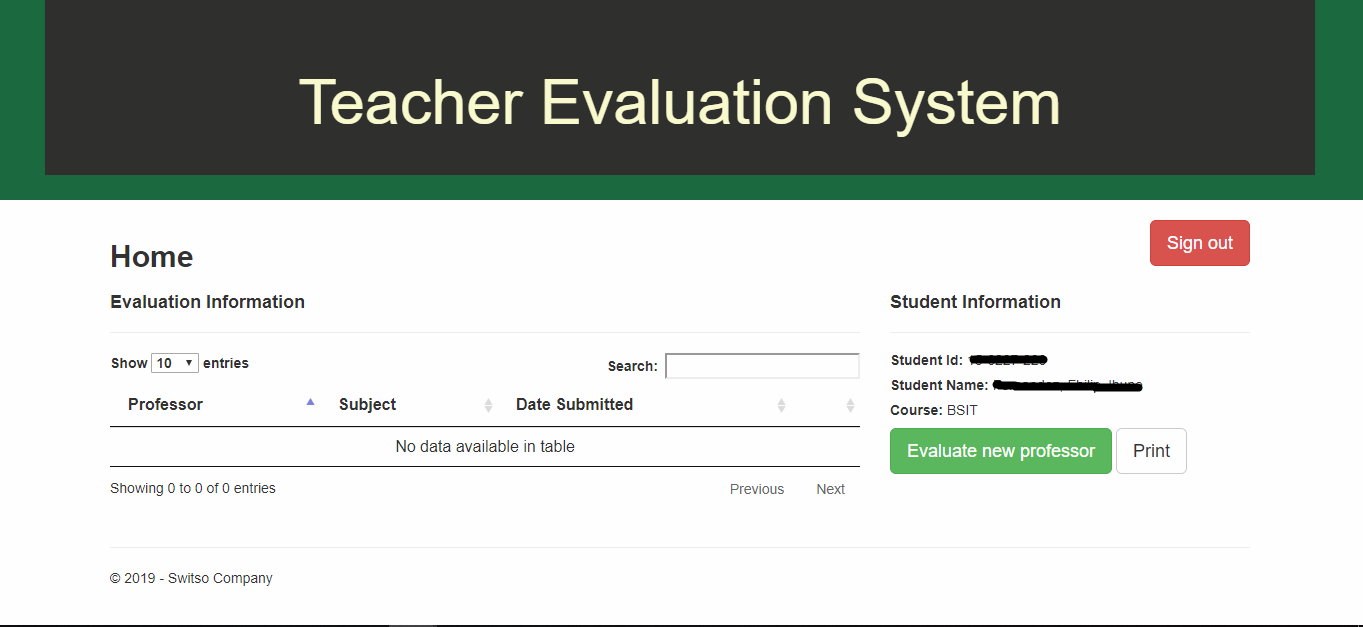 Teacher Evaluation System
Sign out
Home
Evaluation Information
Show 10 entries
Search:
Professor Subject Date Submitted
No data available in table
Showing 0 to 0 of 0 entries
Previous Next
Student Information
Student Id:
Student Name:
Course: BSIT
Evaluate new professor Print
© 2019 - Switso Company